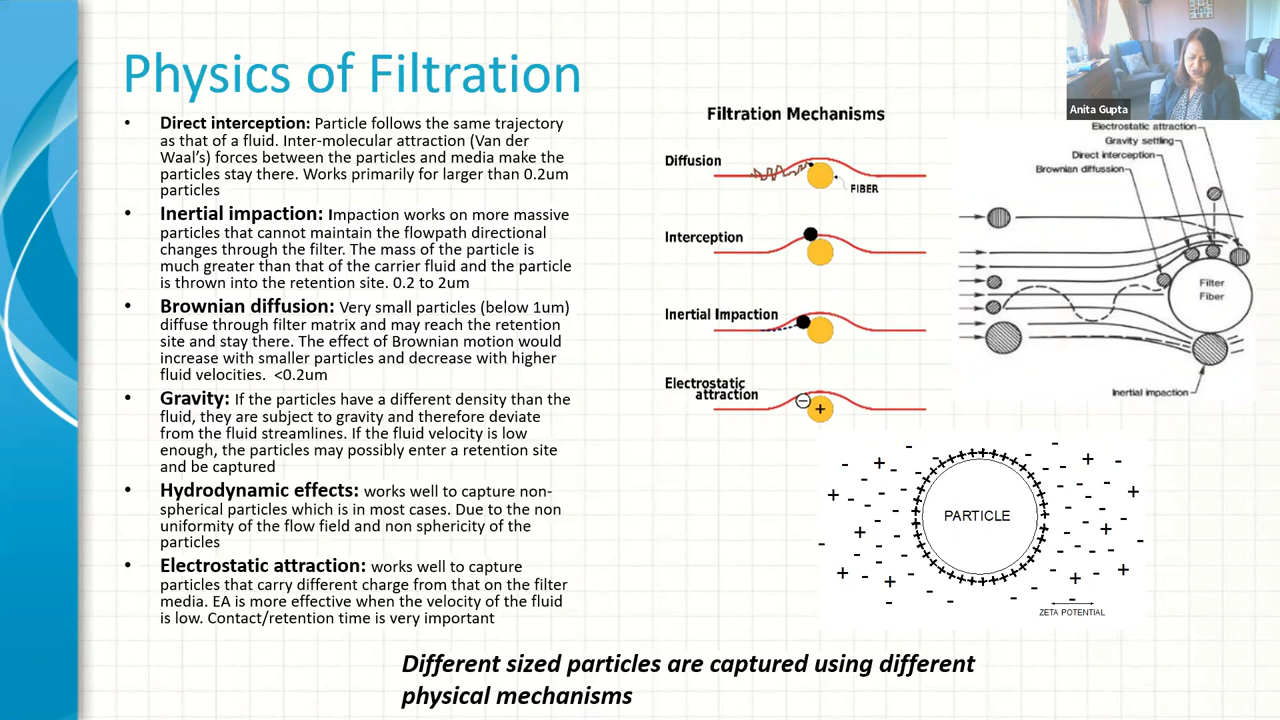 Physics of Filtration
• Direct interception: Particle follows the same trajectory
as that of a fluid. Inter-molecular attraction (Van der
Waal's) forces between the particles and media make the
particles stay there. Works primarily for larger than 0.2um
particles
• Inertial impaction: Impaction works on more massive
particles that cannot maintain the flowpath directional
changes through the filter. The mass of the particle is
much greater than that of the carrier fluid and the particle
is thrown into the retention site. 0.2 to 2um
• Brownian diffusion: Very small particles (below 1um)
diffuse through filter matrix and may reach the retention
site and stay there. The effect of Brownian motion would
increase with smaller particles and decrease with higher
fluid velocities. <0.2um
• Gravity: If the particles have a different density than the
fluid, they are subject to gravity and therefore deviate
from the fluid streamlines. If the fluid velocity is low
enough, the particles may possibly enter a retention site
and be captured
• Hydrodynamic effects: works well to capture non-
spherical particles which is in most cases. Due to the non
uniformity of the flow field and non sphericity of the
particles
• Electrostatic attraction: works well to capture
particles that carry different charge from that on the filter
media. EA is more effective when the velocity of the fluid
is low. Contact/retention time is very important
Filtration Mechanisms
Diffusion
FIBER
Interception
Inertial Impaction
Electrostatic
attraction
Anita Gupta
Electrostatic attraction
Gravity settling
Direct interception
Brownian diffussion
Filter
Fiber
Inertial impaction
PARTICLE
ZETA POTENTIAL
Different sized particles are captured using different
physical mechanisms